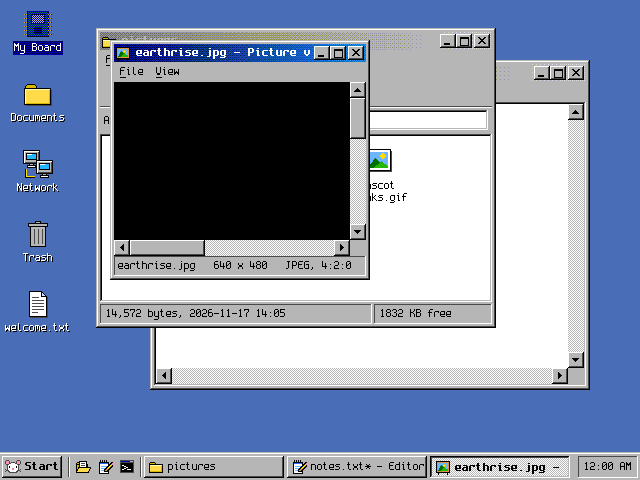 My Board
Documents
Network
Trash
welcome.txt
pictures
earthrise.jpg - Picture v
File View
earthrise.jpg 640 x 480 JPEG, 4:2:0
14,572 bytes, 2026-11-17 14:05
1832 KB free
Start
pictures
notes.txt* - Editor
earthrise.jpg -
12:00 AM